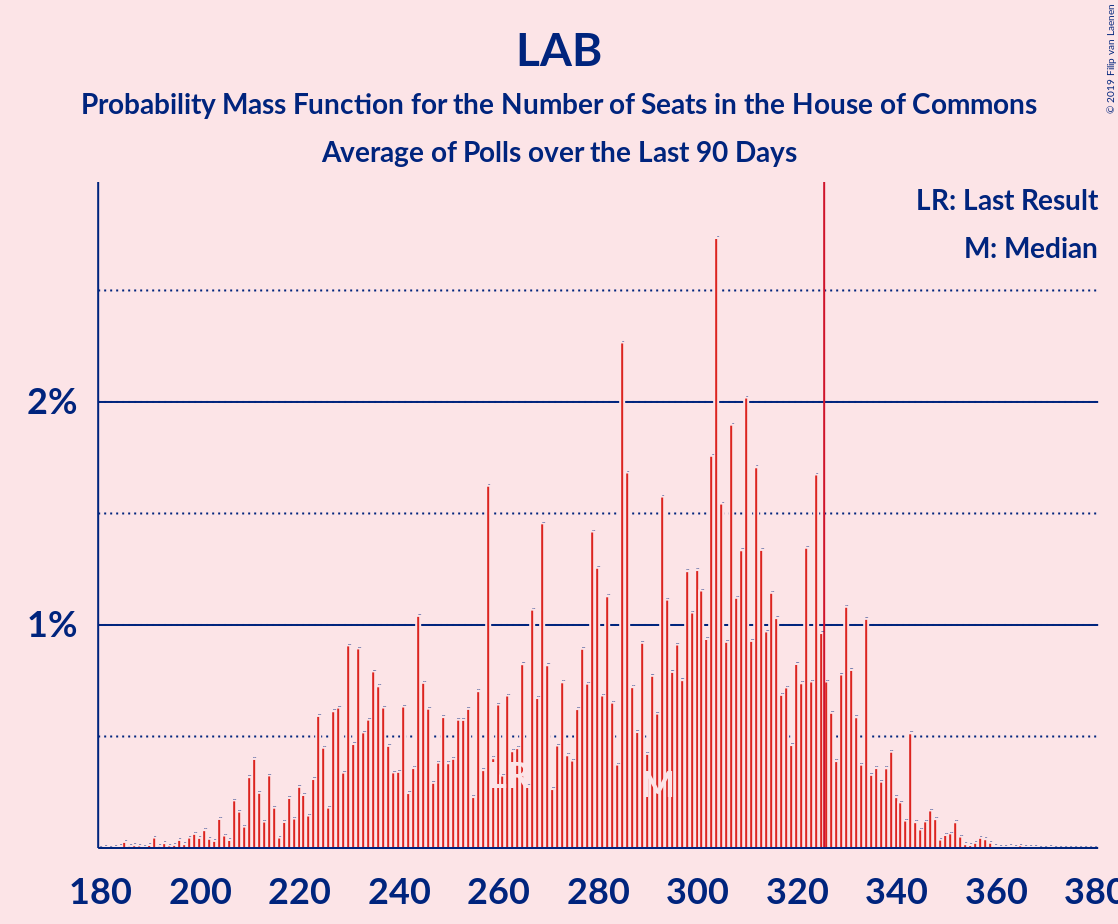 LAB
Probability Mass Function for the Number of Seats in the House of Commons
Average of Polls over the Last 90 Days
© 2019 Filip van Laenen
LR: Last Result
M: Median
2%
1%
LR
M
180 200 220 240 260 280 300 320 340 360 380